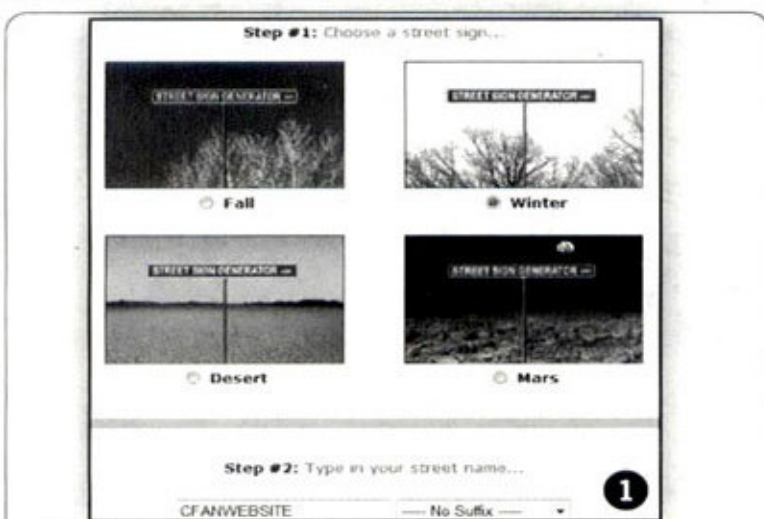 Step #1: Choose a street sign...
STREET SIGN GENERATOR
STREET SIGN GENERATOR
Fall
Winter
STREET SIGN GENERATOR
STREET SIGN GENERATOR
Desert
Mars
Step #2: Type in your street name...
1
CFANWEBSITE
---- No Suffix ----